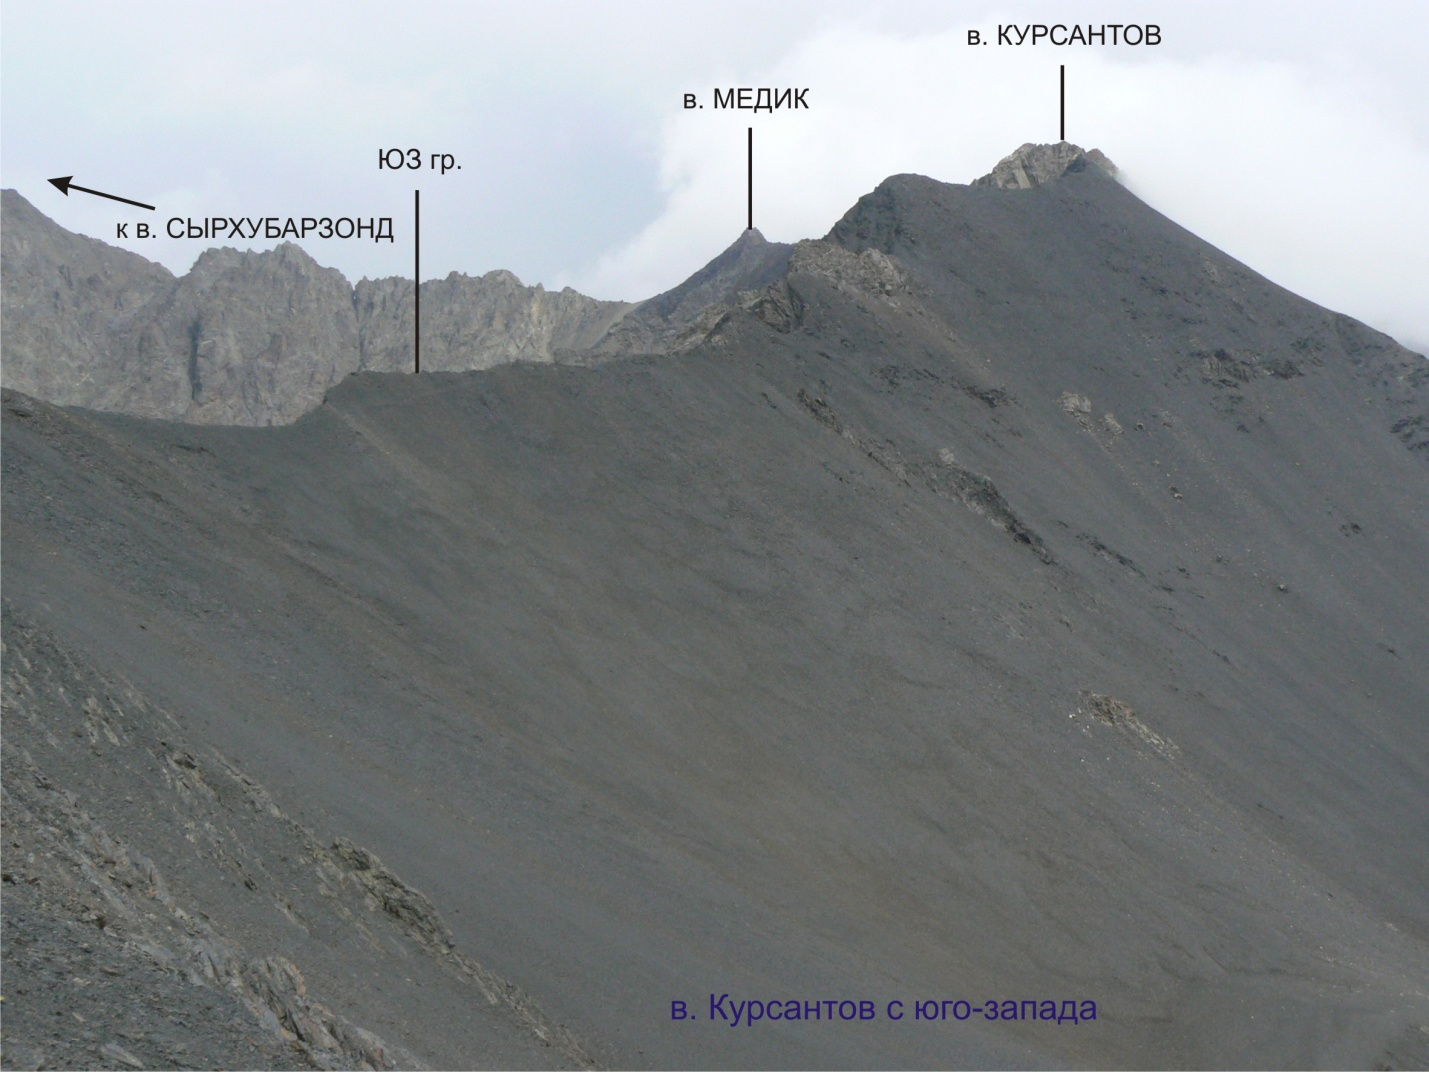 в. КУРСАНТОВ
в. МЕДИК
ЮЗ гр.
к в. СЫРХУБАРЗОНД
в. Курсантов с юго-запада